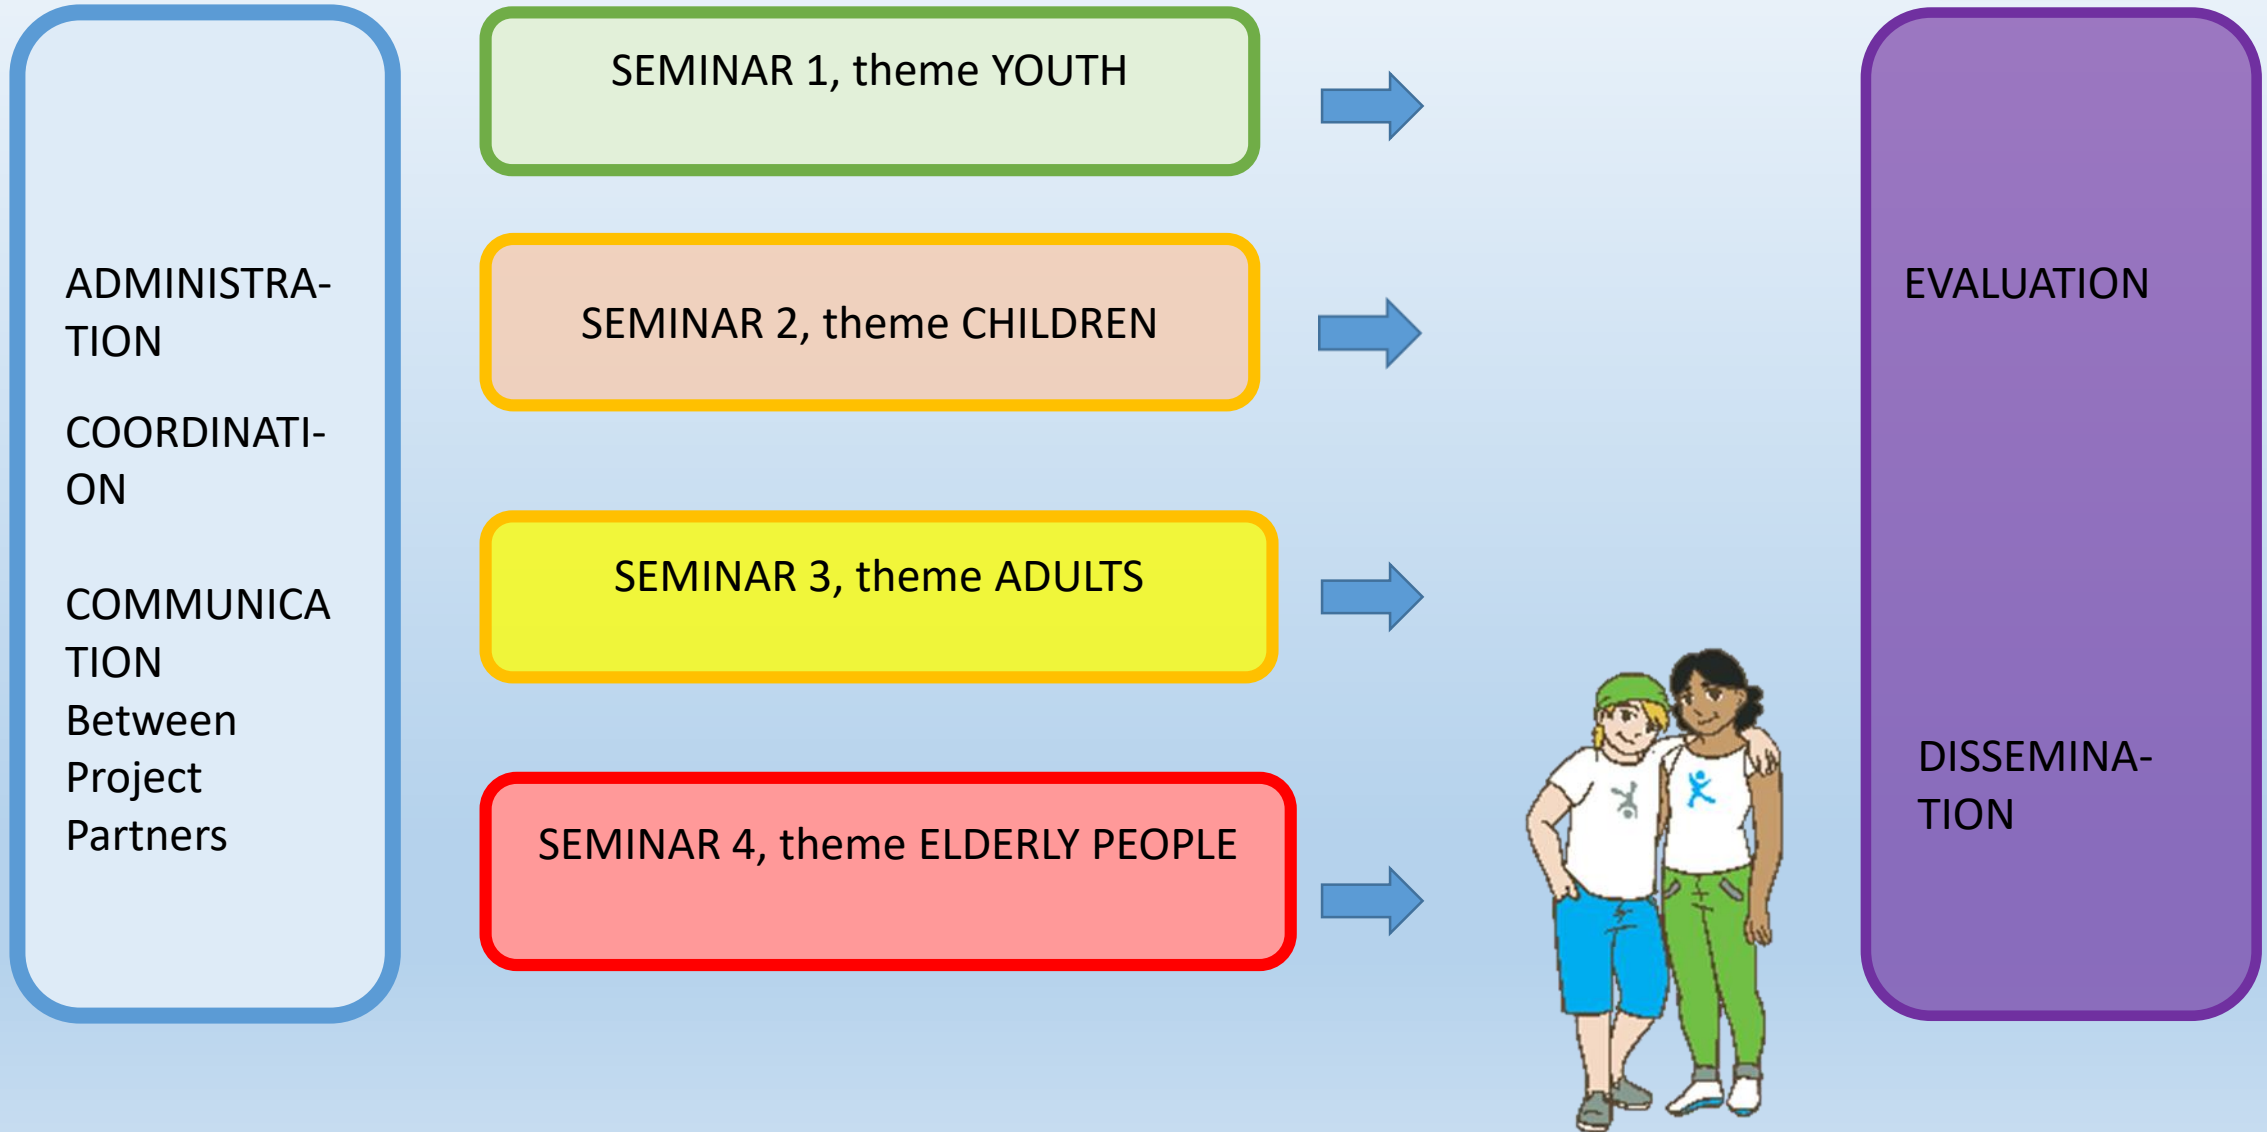 ADMINISTRA-
TION
COORDINATI-
ON
COMMUNICA
TION
Between
Project
Partners
SEMINAR 1, theme YOUTH
SEMINAR 2, theme CHILDREN
SEMINAR 3, theme ADULTS
SEMINAR 4, theme ELDERLY PEOPLE
EVALUATION
DISSEMINA-
TION